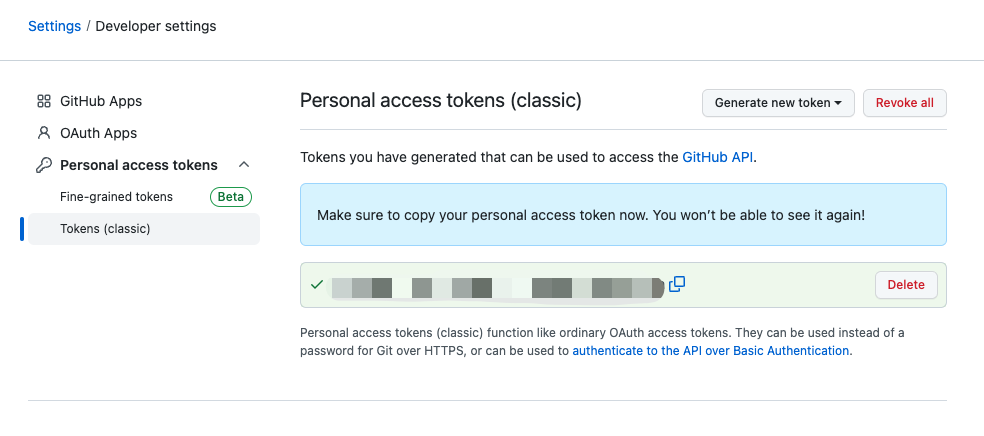 Settings / Developer settings
GitHub Apps
OAuth Apps
Personal access tokens
Fine-grained tokens Beta
Tokens (classic)
Personal access tokens (classic)
Generate new token
Revoke all
Tokens you have generated that can be used to access the GitHub API.
Make sure to copy your personal access token now. You won’t be able to see it again!
Delete
Personal access tokens (classic) function like ordinary OAuth access tokens. They can be used instead of a
password for Git over HTTPS, or can be used to authenticate to the API over Basic Authentication.